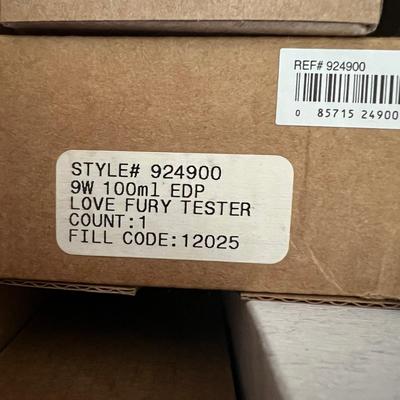 REF# 924900
0 85715 24900
STYLE# 924900
9W 100ml EDP
LOVE FURY TESTER
COUNT:1
FILL CODE:12025